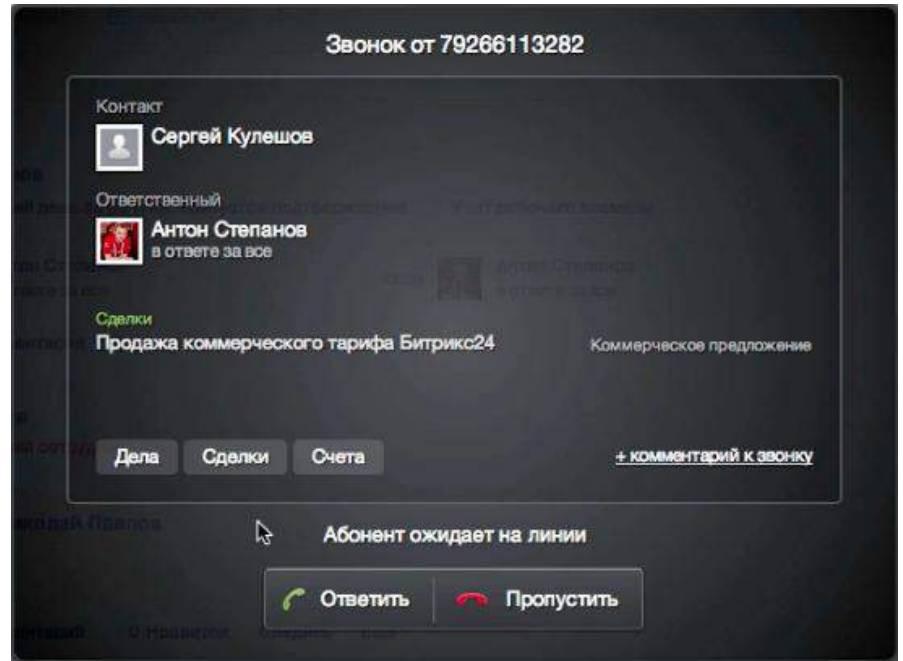 Звонок от 79266113282
Контакт
Сергей Кулешов
Ответственный
Антон Степанов
в ответе за все
Сделки
Продажа коммерческого тарифа Битрикс24
Коммерческое предложение
Дела
Сделки
Счета
+ комментарий к звонку
Абонент ожидает на линии
Ответить
Пропустить